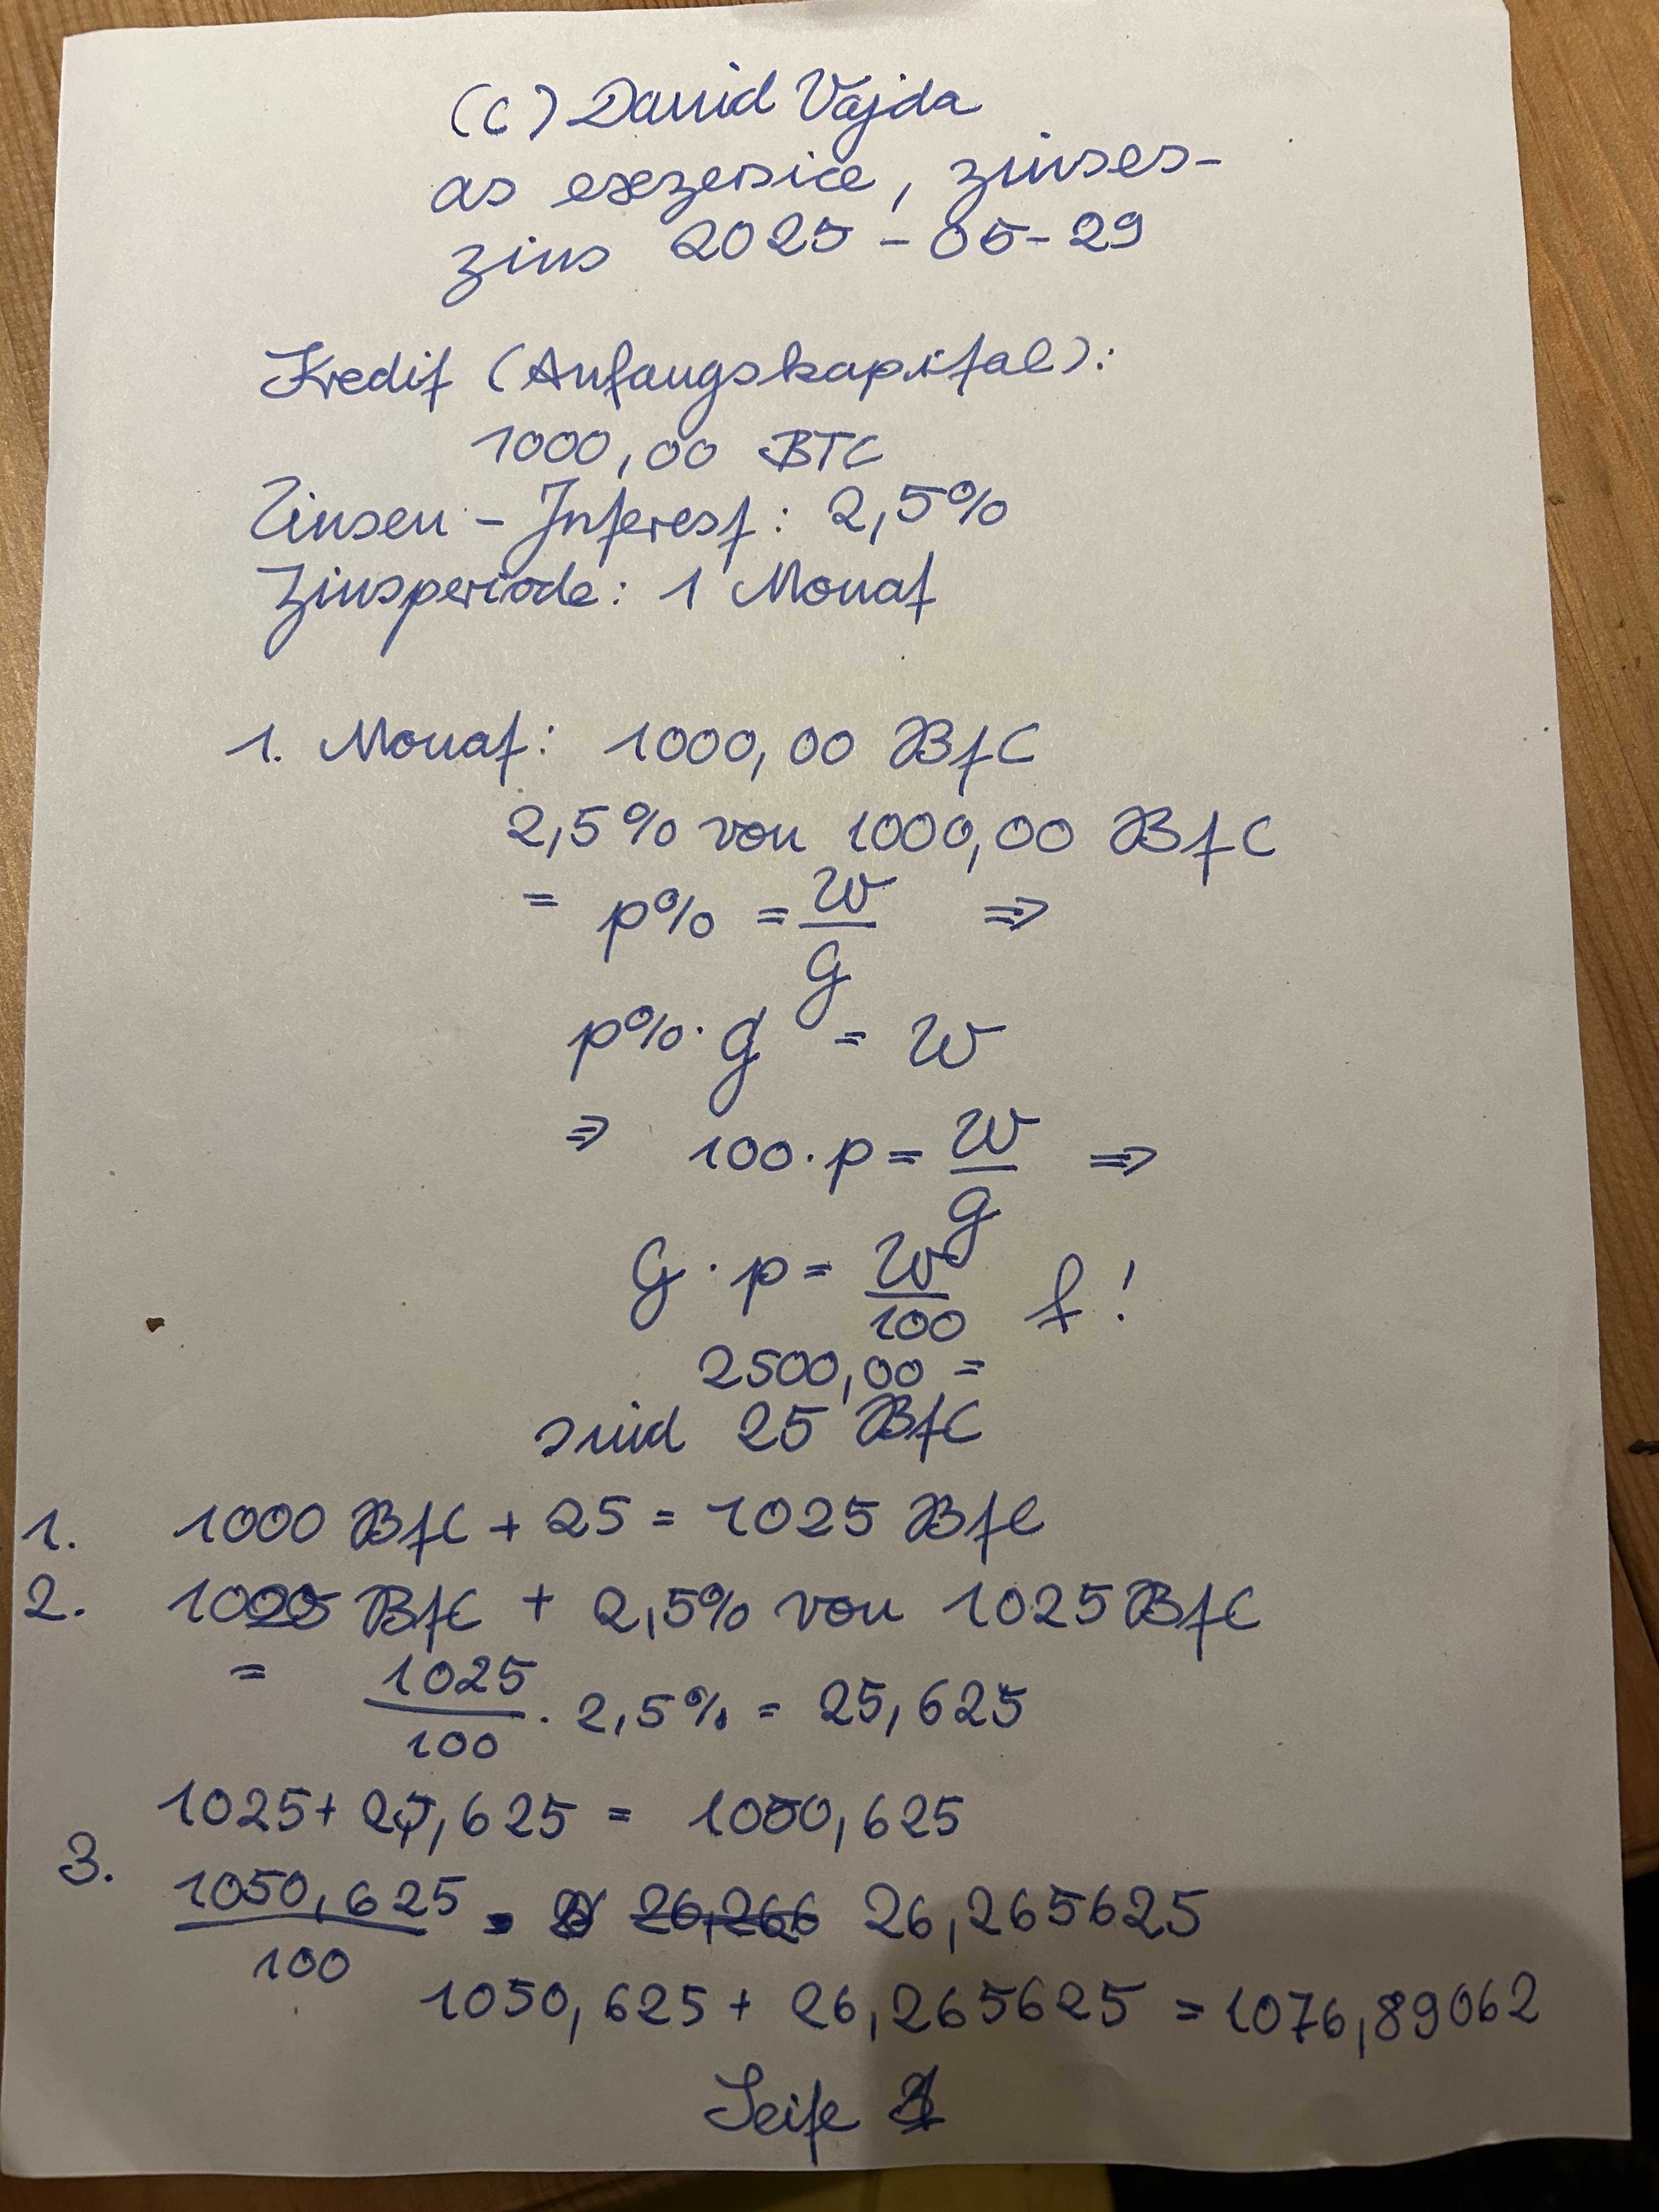 (c) David Vajda
as exezersice, zinses-
zins 2025-05-29
Kredit (Anfangskapital):
1000,00 BTC
Zinsen - Interest: 2,5%
Zinsperiode: 1 Monat
1. Monat: 1000,00 BtC
2,5% von 1000,00 BtC
= p% = W/G ⇒
p% · G = W
⇒ 100 · p = W/G ⇒
G · p = W/100 f!
2500,00 =
sind 25 BtC
1. 1000 BtC + 25 = 1025 BtC
2. 1025 BtC + 2,5% von 1025 BtC
= 1025/100 · 2,5% = 25,625
1025 + 25,625 = 1050,625
3. 1050,625/100 · 26,266 26,265625
1050,625 + 26,265625 = 1076,89062
Seite 1